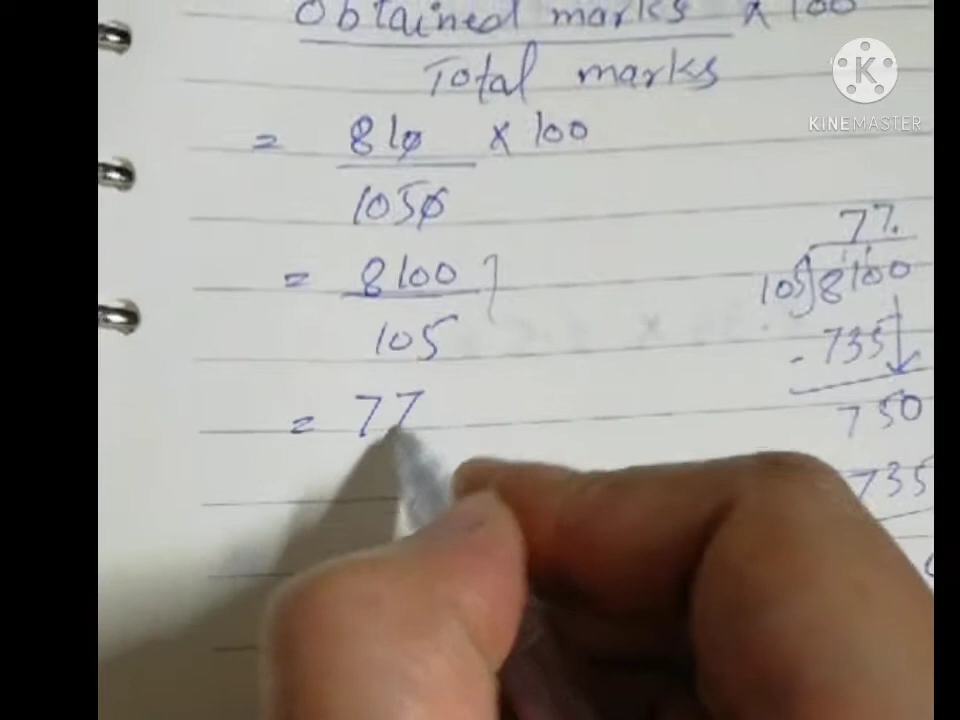 Obtained marks x 100
Total marks
= 810 x 100
1050
= 8100
105
= 77
77.
105)8100
- 735
750
735
K
KINEMASTER